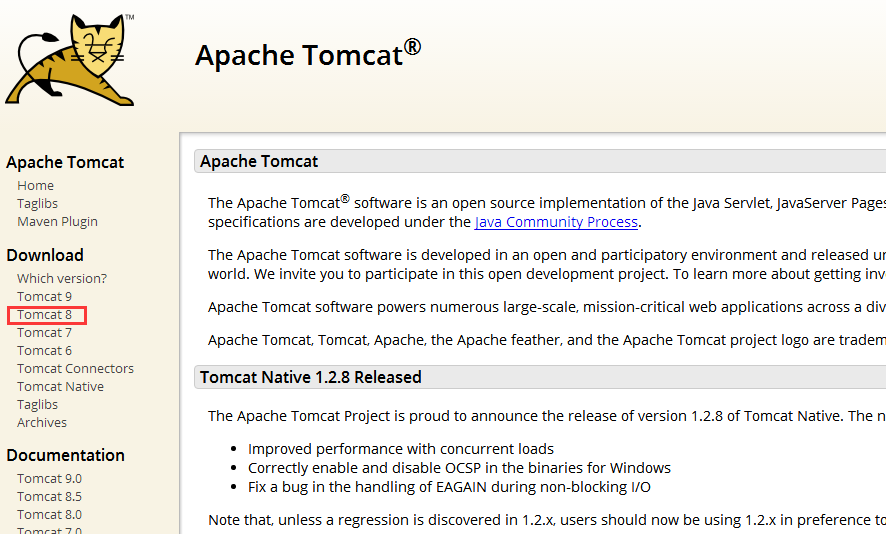 TM
Apache Tomcat®
Apache Tomcat
Home
Taglibs
Maven Plugin
Download
Which version?
Tomcat 9
Tomcat 8
Tomcat 7
Tomcat 6
Tomcat Connectors
Tomcat Native
Taglibs
Archives
Documentation
Tomcat 9.0
Tomcat 8.5
Tomcat 8.0
Tomcat 7.0
Apache Tomcat
The Apache Tomcat® software is an open source implementation of the Java Servlet, JavaServer Pages
specifications are developed under the Java Community Process.
The Apache Tomcat software is developed in an open and participatory environment and released
world. We invite you to participate in this open development project. To learn more about getting
Apache Tomcat software powers numerous large-scale, mission-critical web applications across a
Apache Tomcat, Tomcat, Apache, the Apache feather, and the Apache Tomcat project logo are
Tomcat Native 1.2.8 Released
The Apache Tomcat Project is proud to announce the release of version 1.2.8 of Tomcat Native. The
• Improved performance with concurrent loads
• Correctly enable and disable OCSP in the binaries for Windows
• Fix a bug in the handling of EAGAIN during non-blocking I/O
Note that, unless a regression is discovered in 1.2.x, users should now be using 1.2.x in preference to